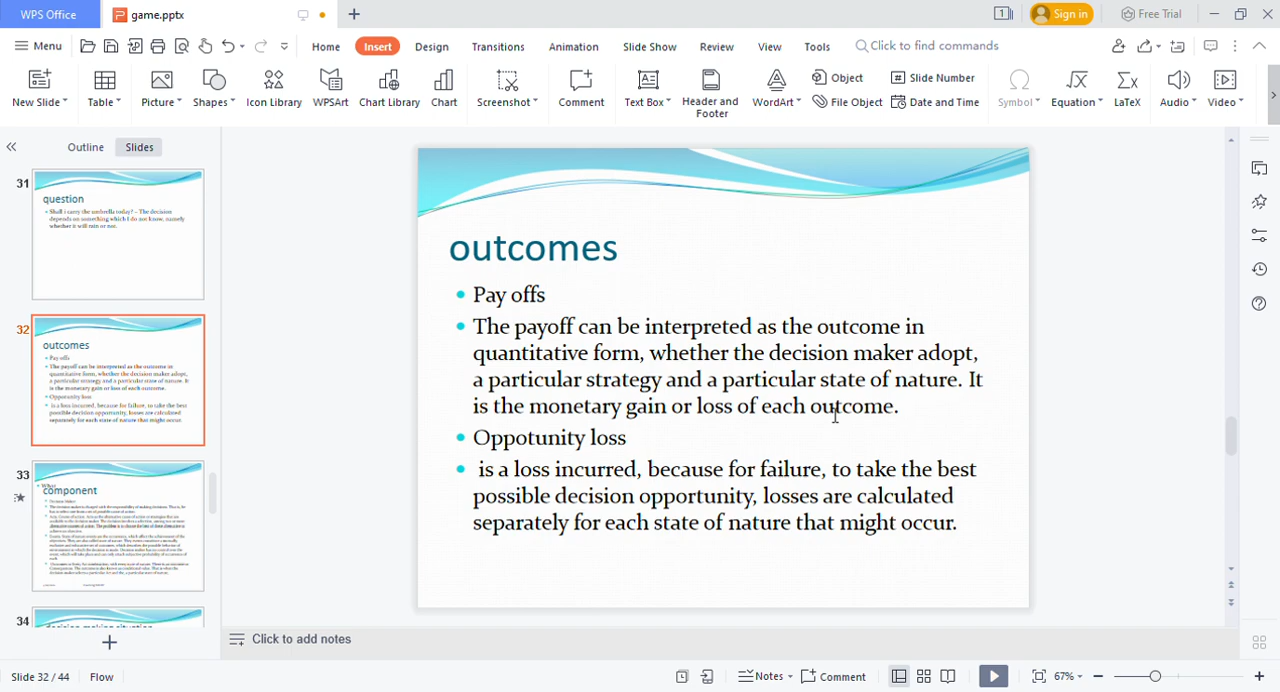 WPS Office
game.pptx
Sign in
Free Trial
Menu
Home
Insert
Design
Transitions
Animation
Slide Show
Review
View
Tools
Click to find commands
New Slide
Table
Picture
Shapes
Icon Library
WPSArt
Chart Library
Chart
Screenshot
Comment
Text Box
Header and
Footer
WordArt
Object
File Object
Slide Number
Date and Time
Symbol
Equation
LaTeX
Audio
Video
Outline
Slides
31
question
Shall i carry the umbrella today? – The decision
depends on something which I do not know, namely
whether it will rain or not.
32
outcomes
Pay offs
The payoff can be interpreted as the outcome in
quantitative form, whether the decision maker adopt,
a particular strategy and a particular state of nature. It
is the monetary gain or loss of each outcome.
Oppotunity loss
is a loss incurred, because for failure, to take the best
possible decision opportunity, losses are calculated
separately for each state of nature that might occur.
33
component
34
decision making situation
outcomes
Pay offs
The payoff can be interpreted as the outcome in
quantitative form, whether the decision maker adopt,
a particular strategy and a particular state of nature. It
is the monetary gain or loss of each outcome.
Oppotunity loss
is a loss incurred, because for failure, to take the best
possible decision opportunity, losses are calculated
separately for each state of nature that might occur.
Click to add notes
Slide 32 / 44
Flow
Notes
Comment
67%